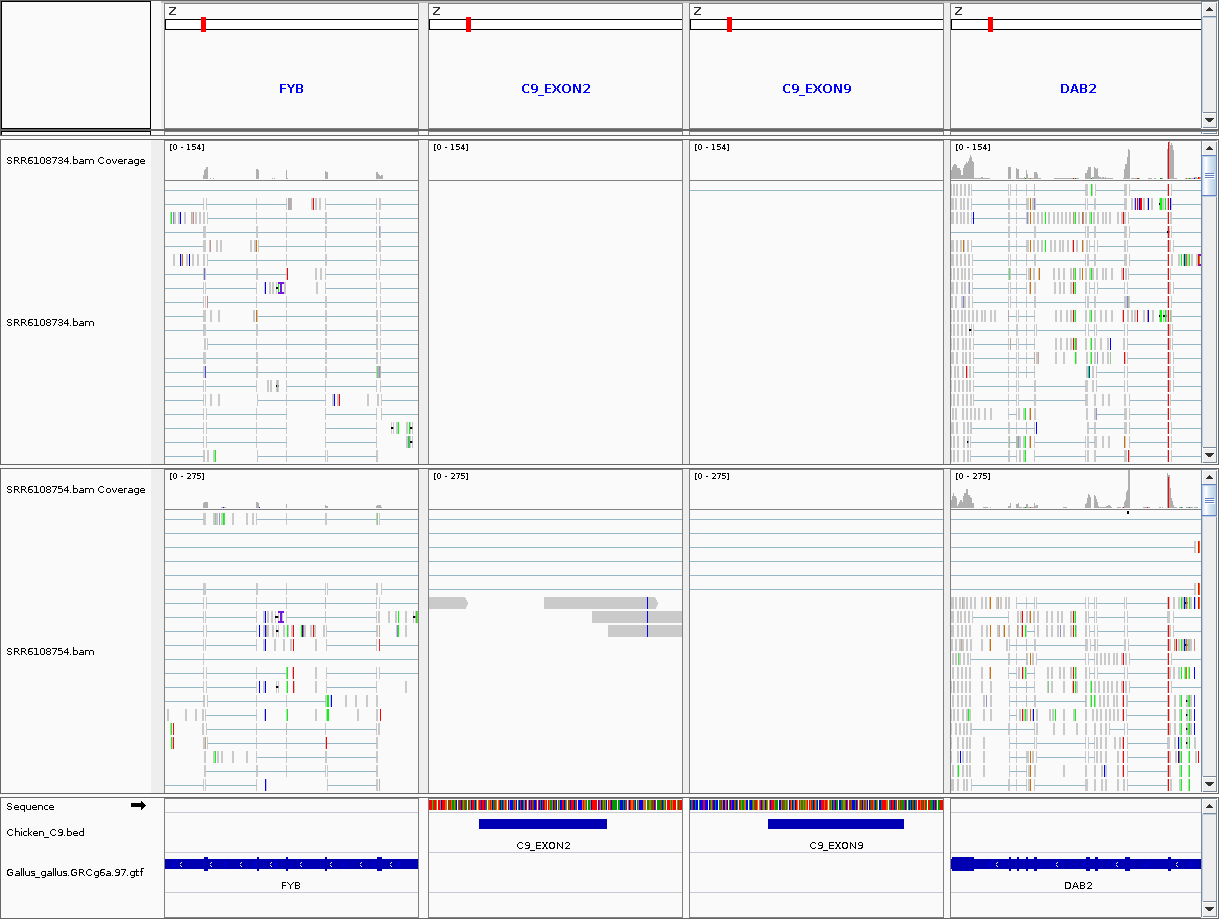 Z Z Z Z
FYB C9_EXON2 C9_EXON9 DAB2
[0 - 154] [0 - 154] [0 - 154] [0 - 154]
SRR6108734.bam Coverage
SRR6108734.bam
[0 - 275] [0 - 275] [0 - 275] [0 - 275]
SRR6108754.bam Coverage
SRR6108754.bam
Sequence
Chicken_C9.bed
C9_EXON2 C9_EXON9
Gallus_gallus.GRCg6a.97.gtf
FYB DAB2